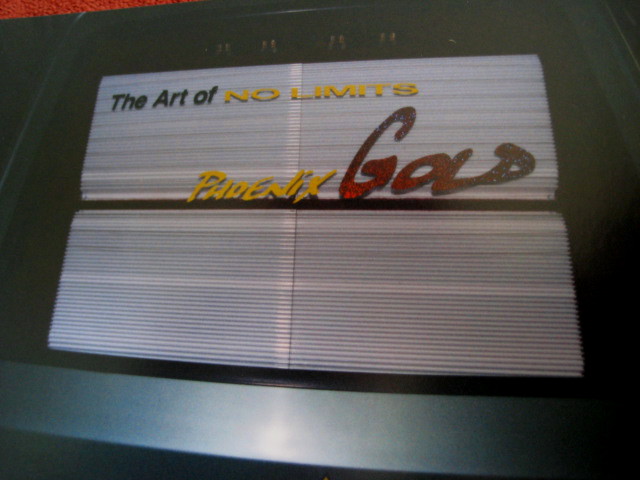 The Art of NO LIMITS
PHOENIX GOLD